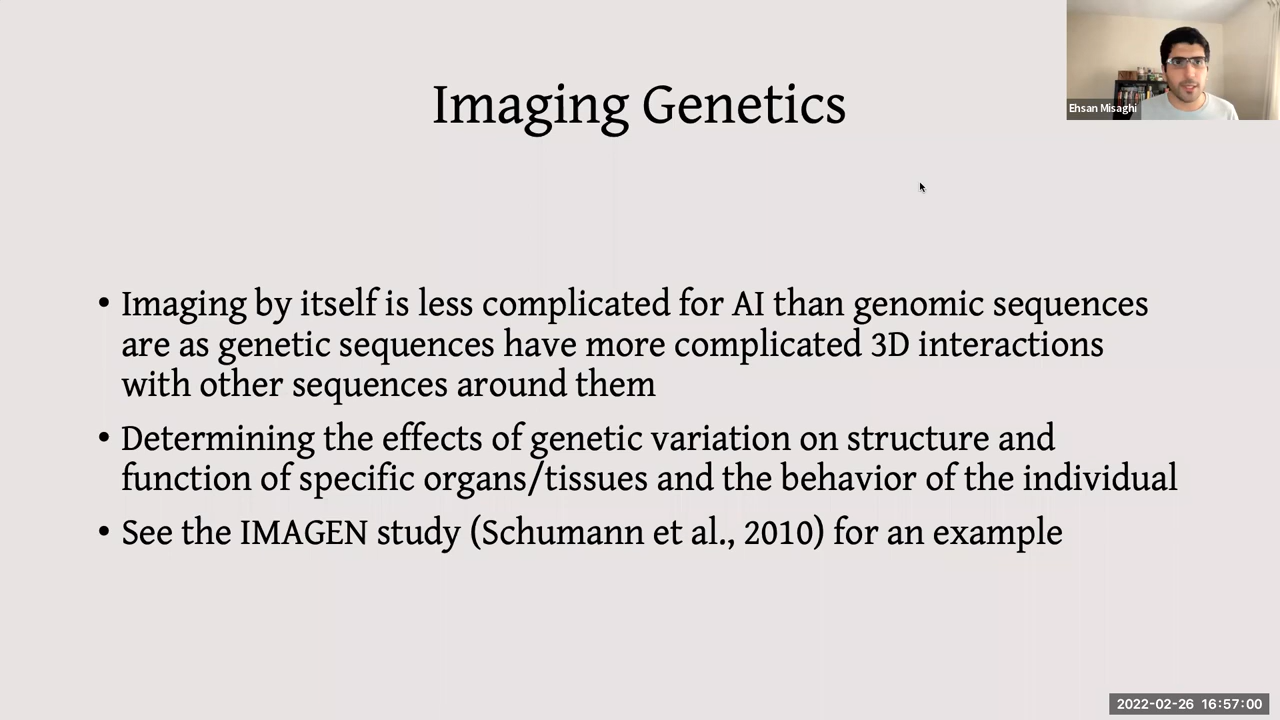 Imaging Genetics
Ehsan Misaghi
• Imaging by itself is less complicated for AI than genomic sequences
are as genetic sequences have more complicated 3D interactions
with other sequences around them
• Determining the effects of genetic variation on structure and
function of specific organs/tissues and the behavior of the individual
• See the IMAGEN study (Schumann et al., 2010) for an example
2022-02-26 16:57:00